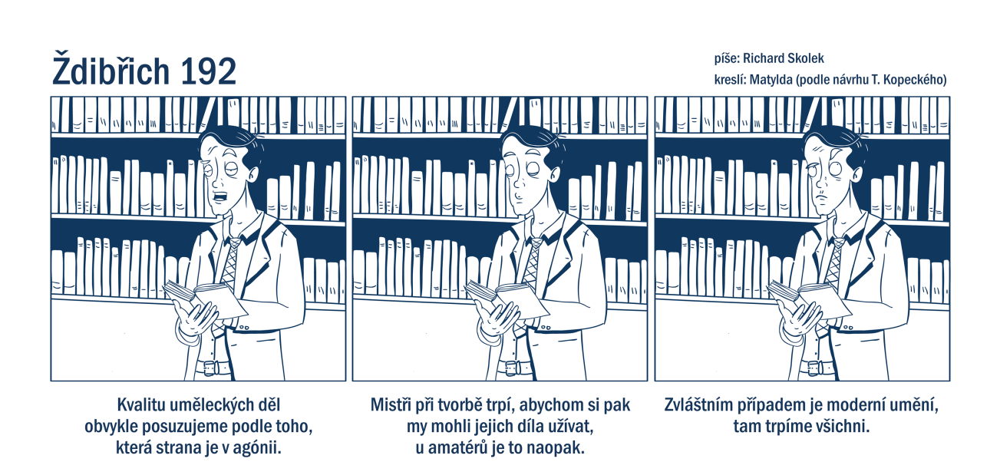 Ždibřich 192
píše: Richard Skolek
kreslí: Matylda (podle návrhu T. Kopeckého)
Kvalitu uměleckých děl
obvykle posuzujeme podle toho,
která strana je v agónii.
Mistři při tvorbě trpí, abychom si pak
my mohli jejich díla užívat,
u amatérů je to naopak.
Zvláštním případem je moderní umění,
tam trpíme všichni.